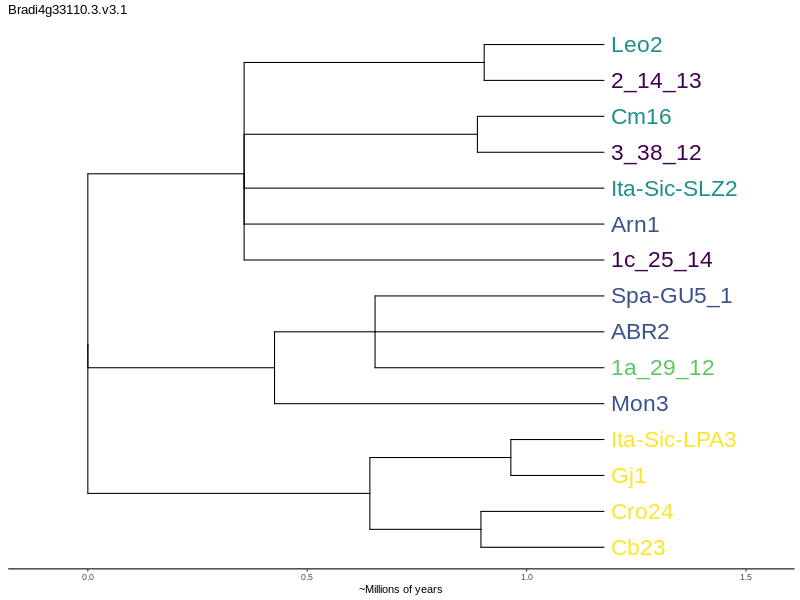 Bradi4g33110.3.v3.1
Leo2
2_14_13
Cm16
3_38_12
Ita-Sic-SLZ2
Arn1
1c_25_14
Spa-GU5_1
ABR2
1a_29_12
Mon3
Ita-Sic-LPA3
Gj1
Cro24
Cb23
0.0 0.5 1.0 1.5
~Millions of years